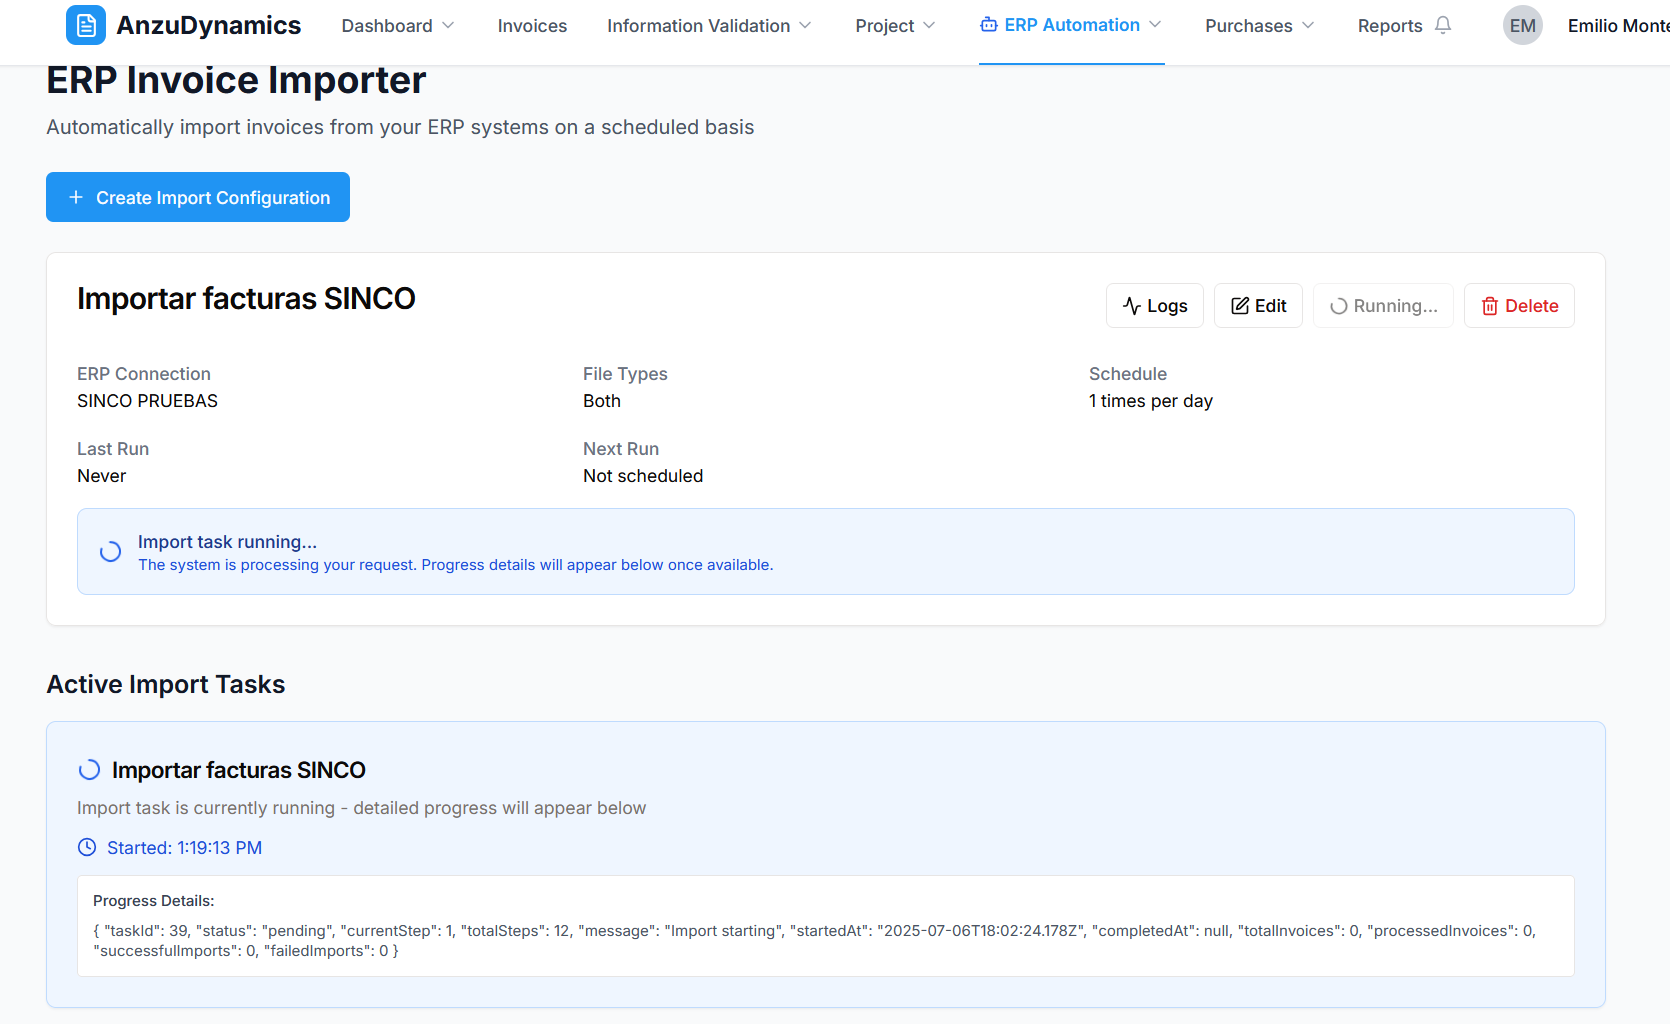 AnzuDynamics
Dashboard
Invoices
Information Validation
Project
ERP Automation
Purchases
Reports
EM
Emilio Monte
ERP Invoice Importer
Automatically import invoices from your ERP systems on a scheduled basis
Create Import Configuration
Importar facturas SINCO
Logs
Edit
Running...
Delete
ERP Connection
SINCO PRUEBAS
File Types
Both
Schedule
1 times per day
Last Run
Never
Next Run
Not scheduled
Import task running...
The system is processing your request. Progress details will appear below once available.
Active Import Tasks
Importar facturas SINCO
Import task is currently running - detailed progress will appear below
Started: 1:19:13 PM
Progress Details:
{ "taskId": 39, "status": "pending", "currentStep": 1, "totalSteps": 12, "message": "Import starting", "startedAt": "2025-07-06T18:02:24.178Z", "completedAt": null, "totalInvoices": 0, "processedInvoices": 0,
"successfulImports": 0, "failedImports": 0 }